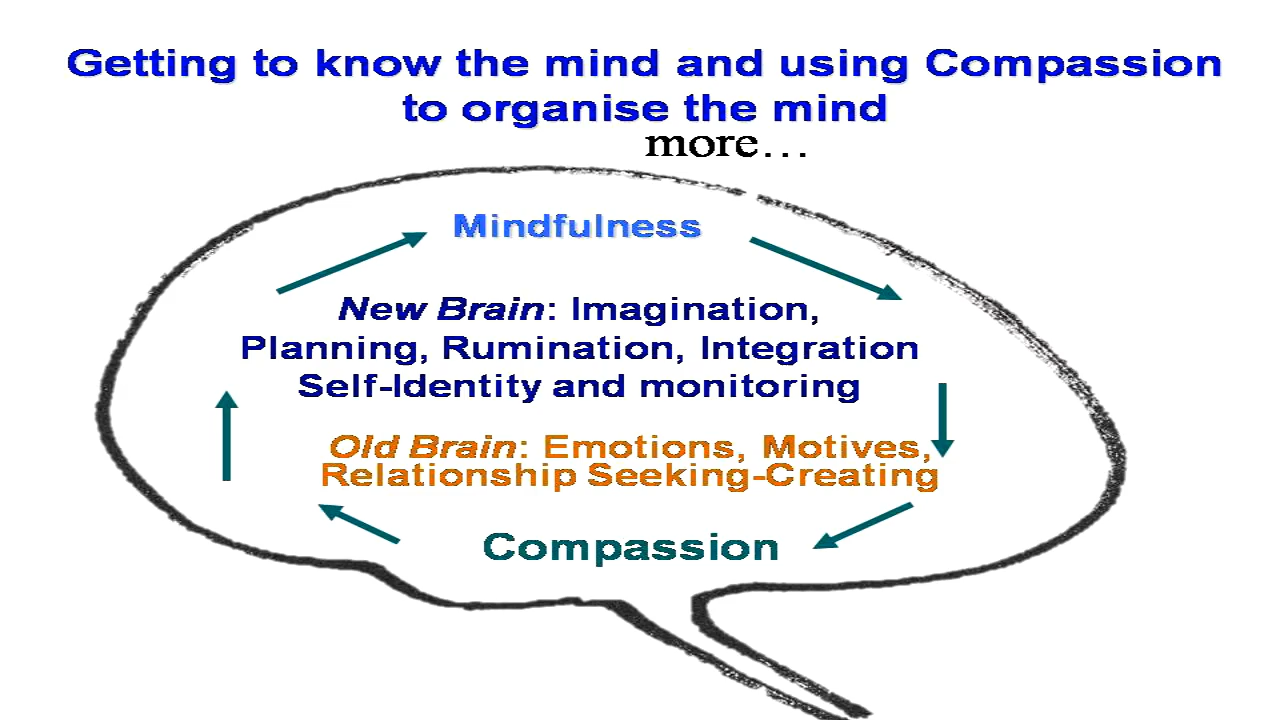 Getting to know the mind and using Compassion
to organise the mind
more…
Mindfulness
New Brain: Imagination,
Planning, Rumination, Integration
Self-Identity and monitoring
Old Brain: Emotions, Motives,
Relationship Seeking-Creating
Compassion